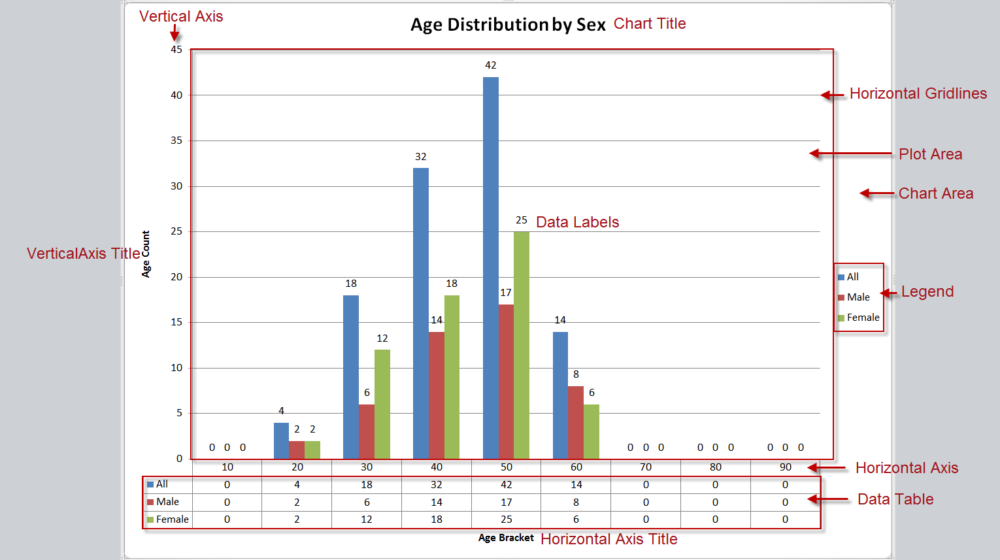 Vertical Axis
Age Distribution by Sex Chart Title
45
42
40 Horizontal Gridlines
35
32
Plot Area
30
Chart Area
25
25 Data Labels
VerticalAxis Title
Age Count
20
18 18
17
All
Male
Female
Legend
15
14 14
12
10
8
6 6
5
4
2 2
0 0 0 0 0 0 0 0 0 0 0 0
0
10 20 30 40 50 60 70 80 90 Horizontal Axis
All 0 4 18 32 42 14 0 0 0
Male 0 2 6 14 17 8 0 0 0 Data Table
Female 0 2 12 18 25 6 0 0 0
Age Bracket Horizontal Axis Title